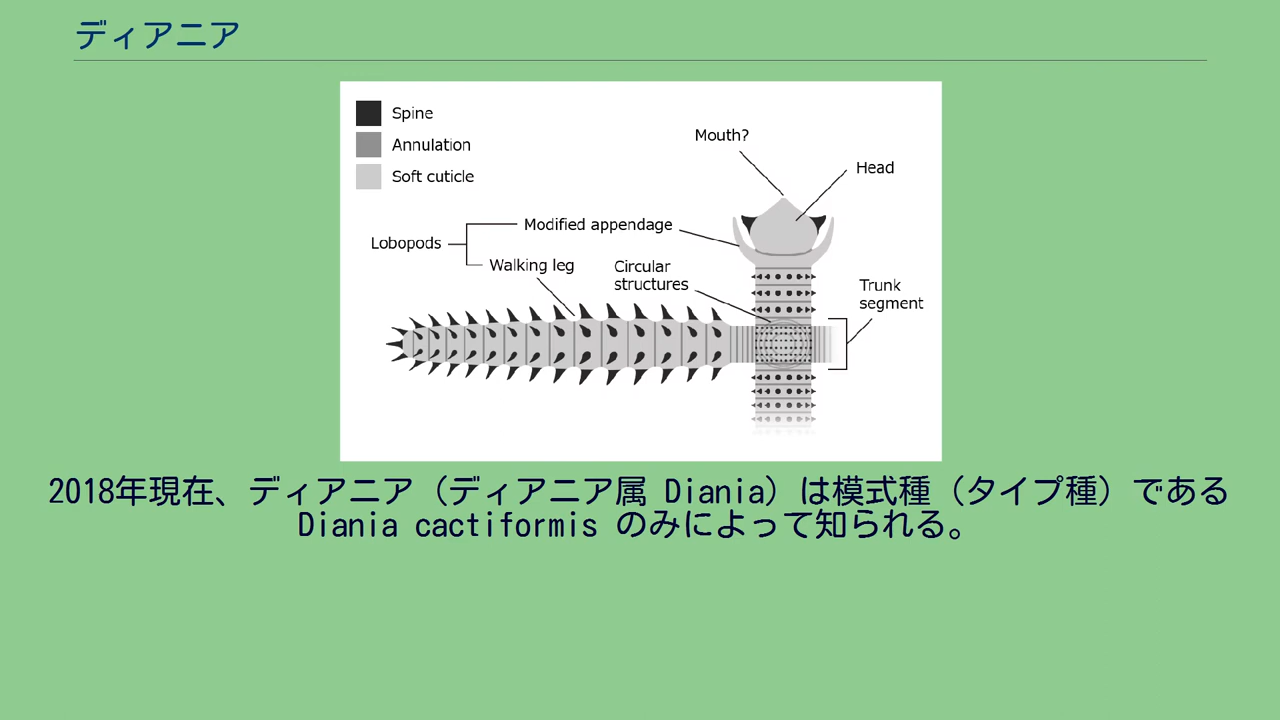 ディアニア
Spine
Annulation
Soft cuticle
Mouth?
Head
Modified appendage
Lobopods
Walking leg
Circular
structures
Trunk
segment
2018年現在、ディアニア（ディアニア属 Diania）は模式種（タイプ種）である
Diania cactiformis のみによって知られる。